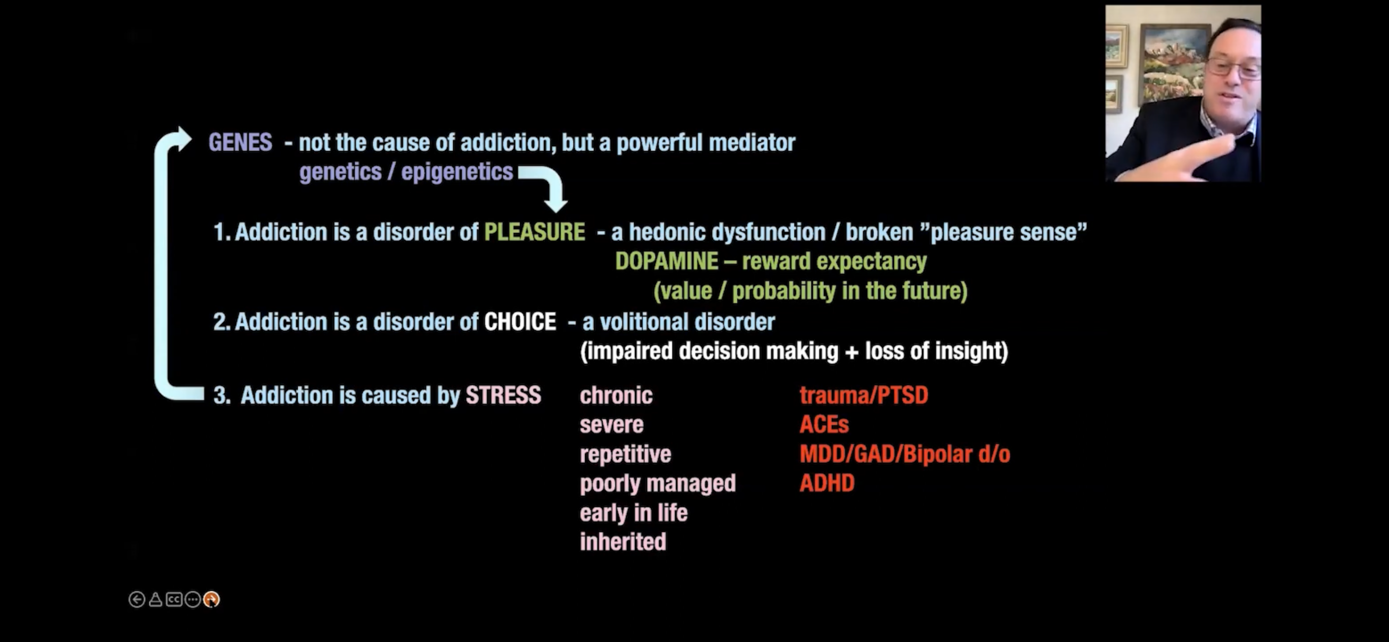 GENES - not the cause of addiction, but a powerful mediator
genetics / epigenetics
1. Addiction is a disorder of PLEASURE - a hedonic dysfunction / broken ”pleasure sense”
DOPAMINE – reward expectancy
(value / probability in the future)
2. Addiction is a disorder of CHOICE - a volitional disorder
(impaired decision making + loss of insight)
3. Addiction is caused by STRESS chronic trauma/PTSD
severe ACEs
repetitive MDD/GAD/Bipolar d/o
poorly managed ADHD
early in life
inherited
CC